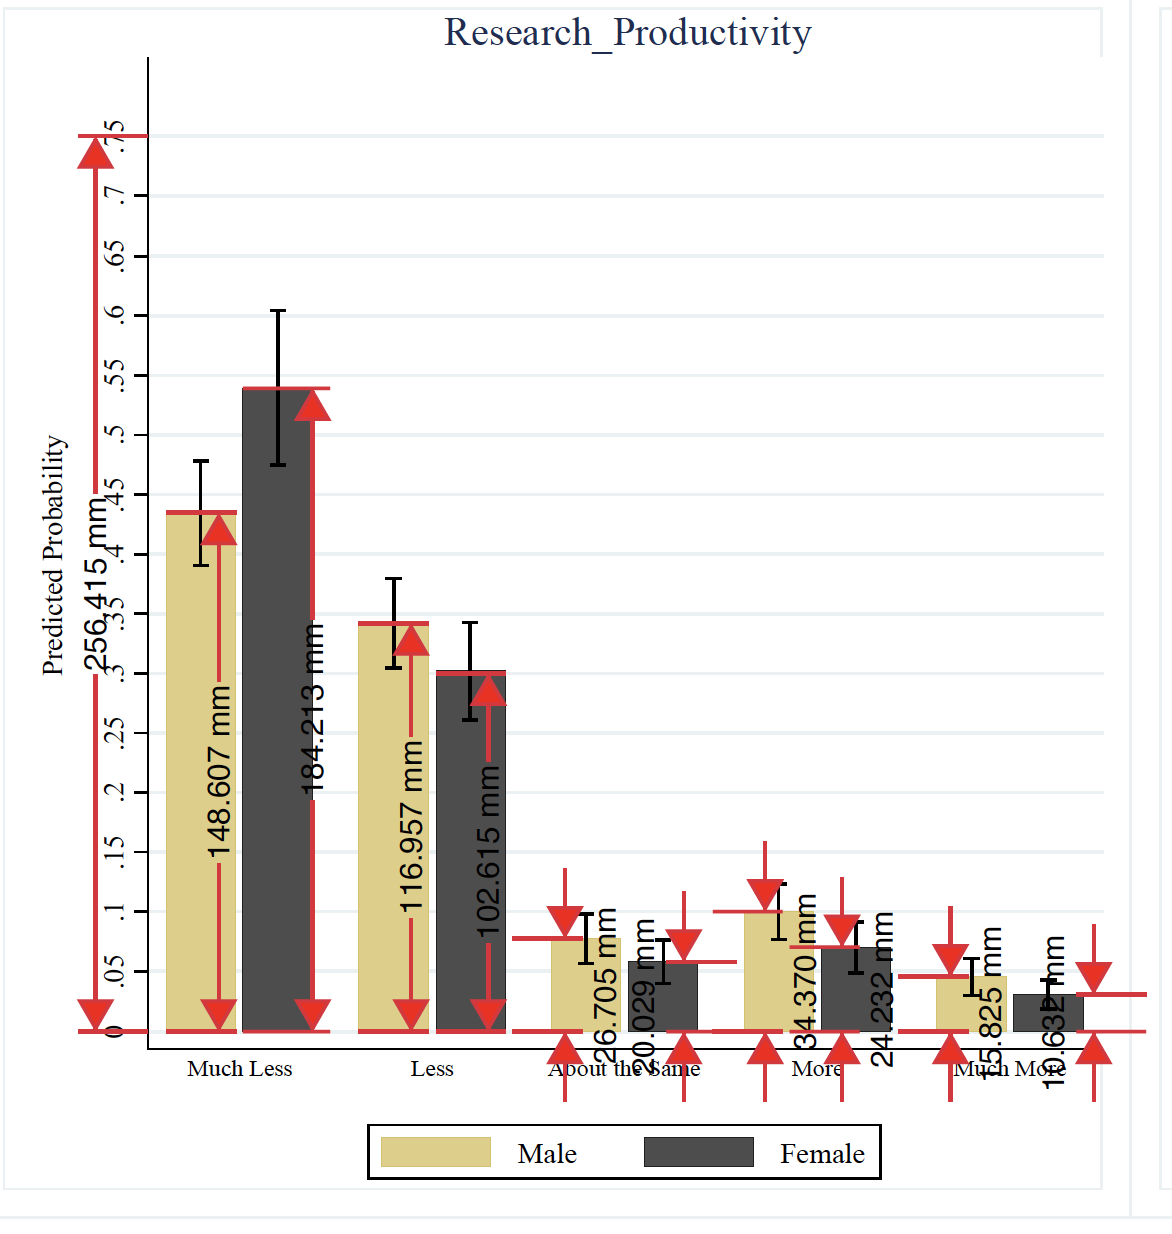 Research_Productivity
Predicted Probability
.75
.7
.65
.6
.55
.5
.45
.4
.35
.3
.25
.2
.15
.1
.05
0
256.415 mm
148.607 mm
184.213 mm
116.957 mm
102.615 mm
26.705 mm
20.029 mm
34.370 mm
24.232 mm
15.825 mm
10.632 mm
Much Less
Less
About the Same
More
Much More
Male
Female